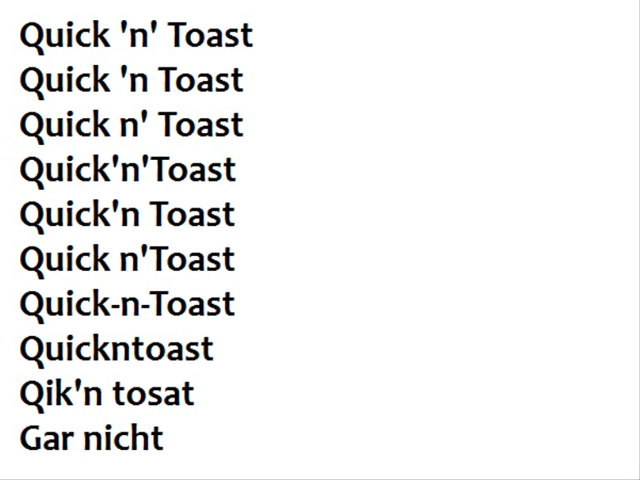 Quick 'n' Toast
Quick 'n Toast
Quick n' Toast
Quick'n'Toast
Quick'n Toast
Quick n'Toast
Quick-n-Toast
Quickntoast
Qik'n tosat
Gar nicht